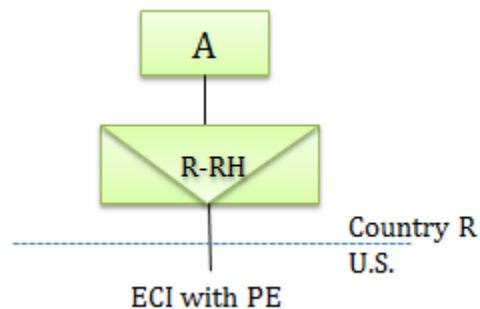 A
R-RH
Country R
U.S.
ECI with PE